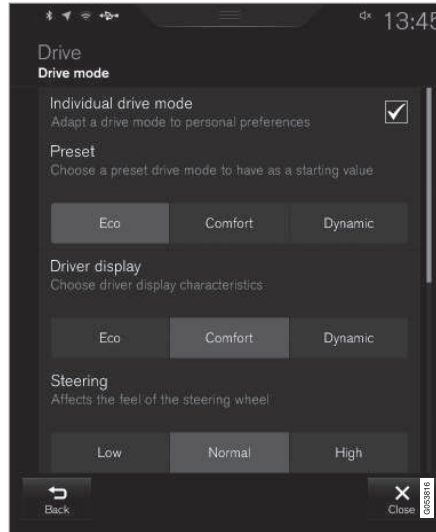 13:45
Drive
Drive mode
Individual drive mode
Adapt a drive mode to personal preferences
Preset
Choose a preset drive mode to have as a starting value
Eco Comfort Dynamic
Driver display
Choose driver display characteristics
Eco Comfort Dynamic
Steering
Affects the feel of the steering wheel
Low Normal High
Back Close
G053816